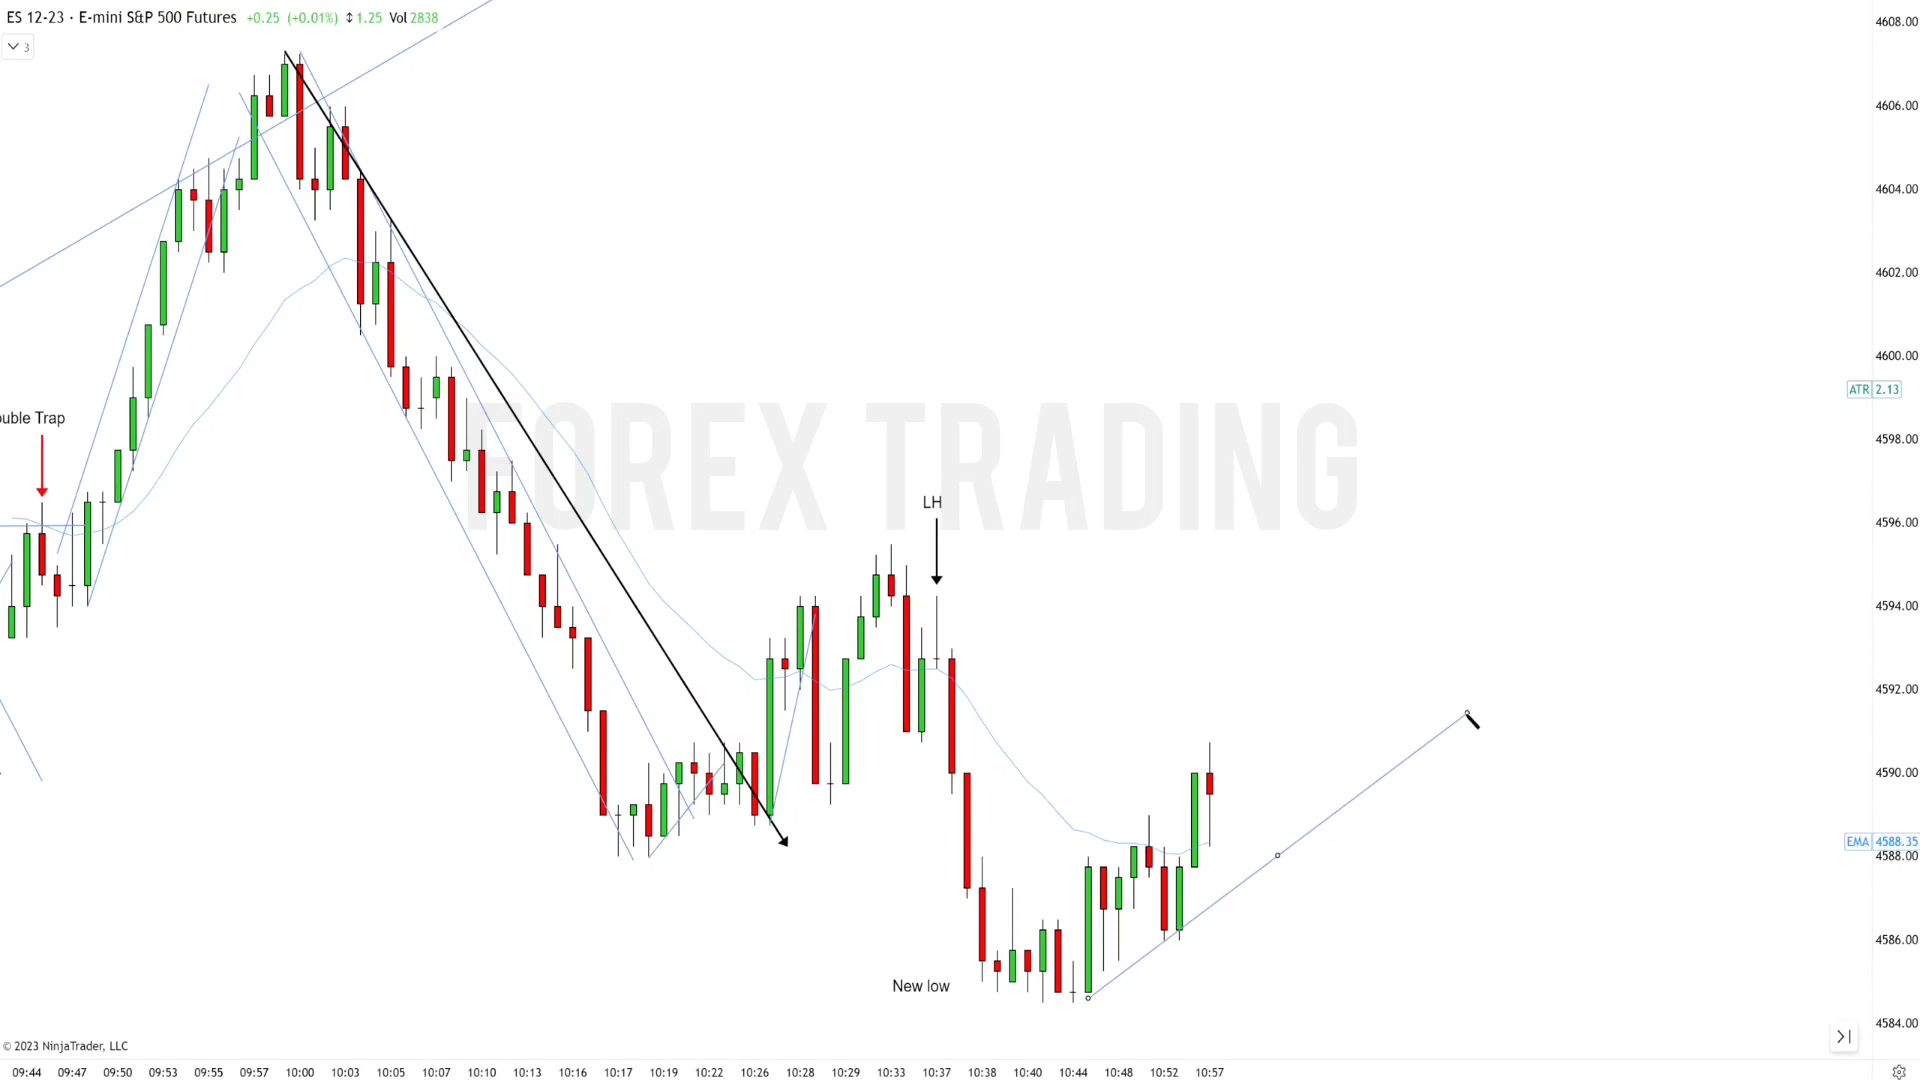 ES 12-23 · E-mini S&P 500 Futures +0.25 (+0.01%) ↕ 1.25 Vol 2838
3
4608.00
4606.00
4604.00
4602.00
4600.00
ATR 2.13
4598.00
ouble Trap
FOREX TRADING
LH
4596.00
4594.00
4592.00
4590.00
EMA 4588.35
4588.00
4586.00
New low
4584.00
© 2023 NinjaTrader, LLC
09:44 09:47 09:50 09:53 09:55 09:57 10:00 10:03 10:05 10:07 10:10 10:13 10:16 10:17 10:19 10:22 10:26 10:28 10:29 10:33 10:37 10:38 10:40 10:44 10:48 10:52 10:57